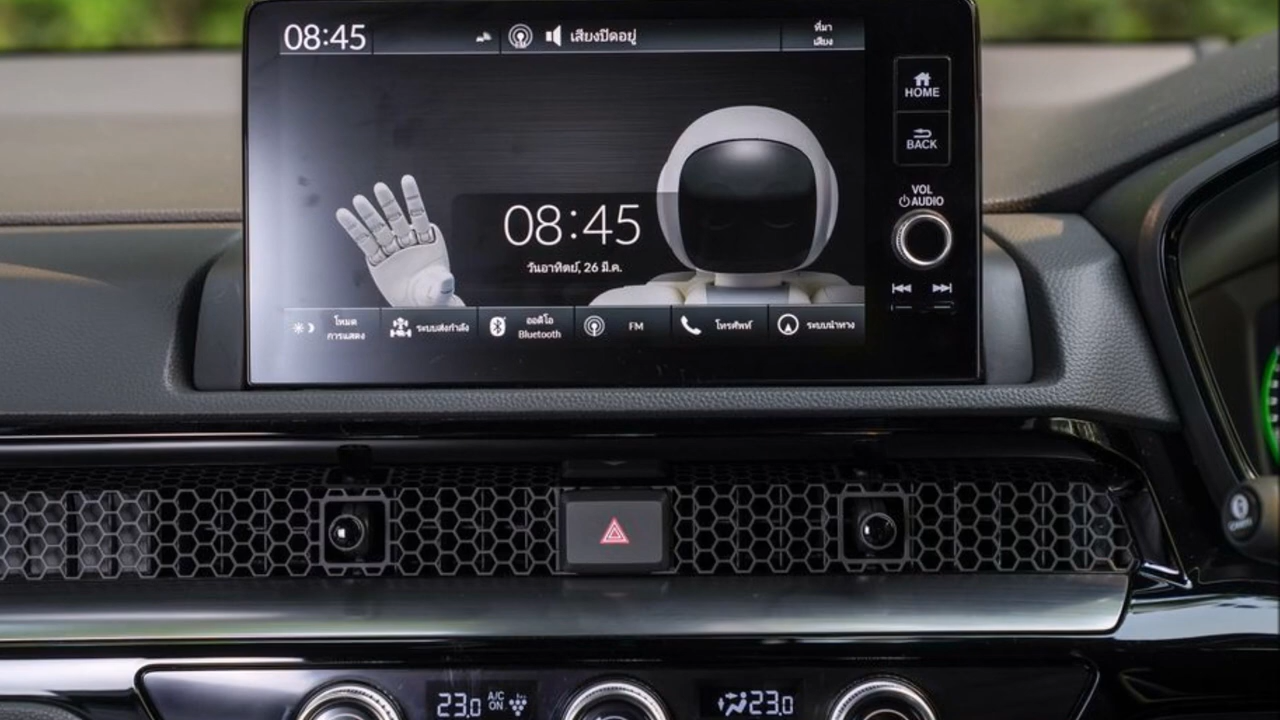 08:45
เสียงปิดอยู่
ที่มา
เสียง
HOME
BACK
VOL
AUDIO
08:45
วันอาทิตย์, 26 มี.ค.
โหมด
การแสดง
ระบบส่งกำลัง
ออดิโอ
Bluetooth
FM
โทรศัพท์
ระบบนำทาง
23.0
A/C
ON
23.0